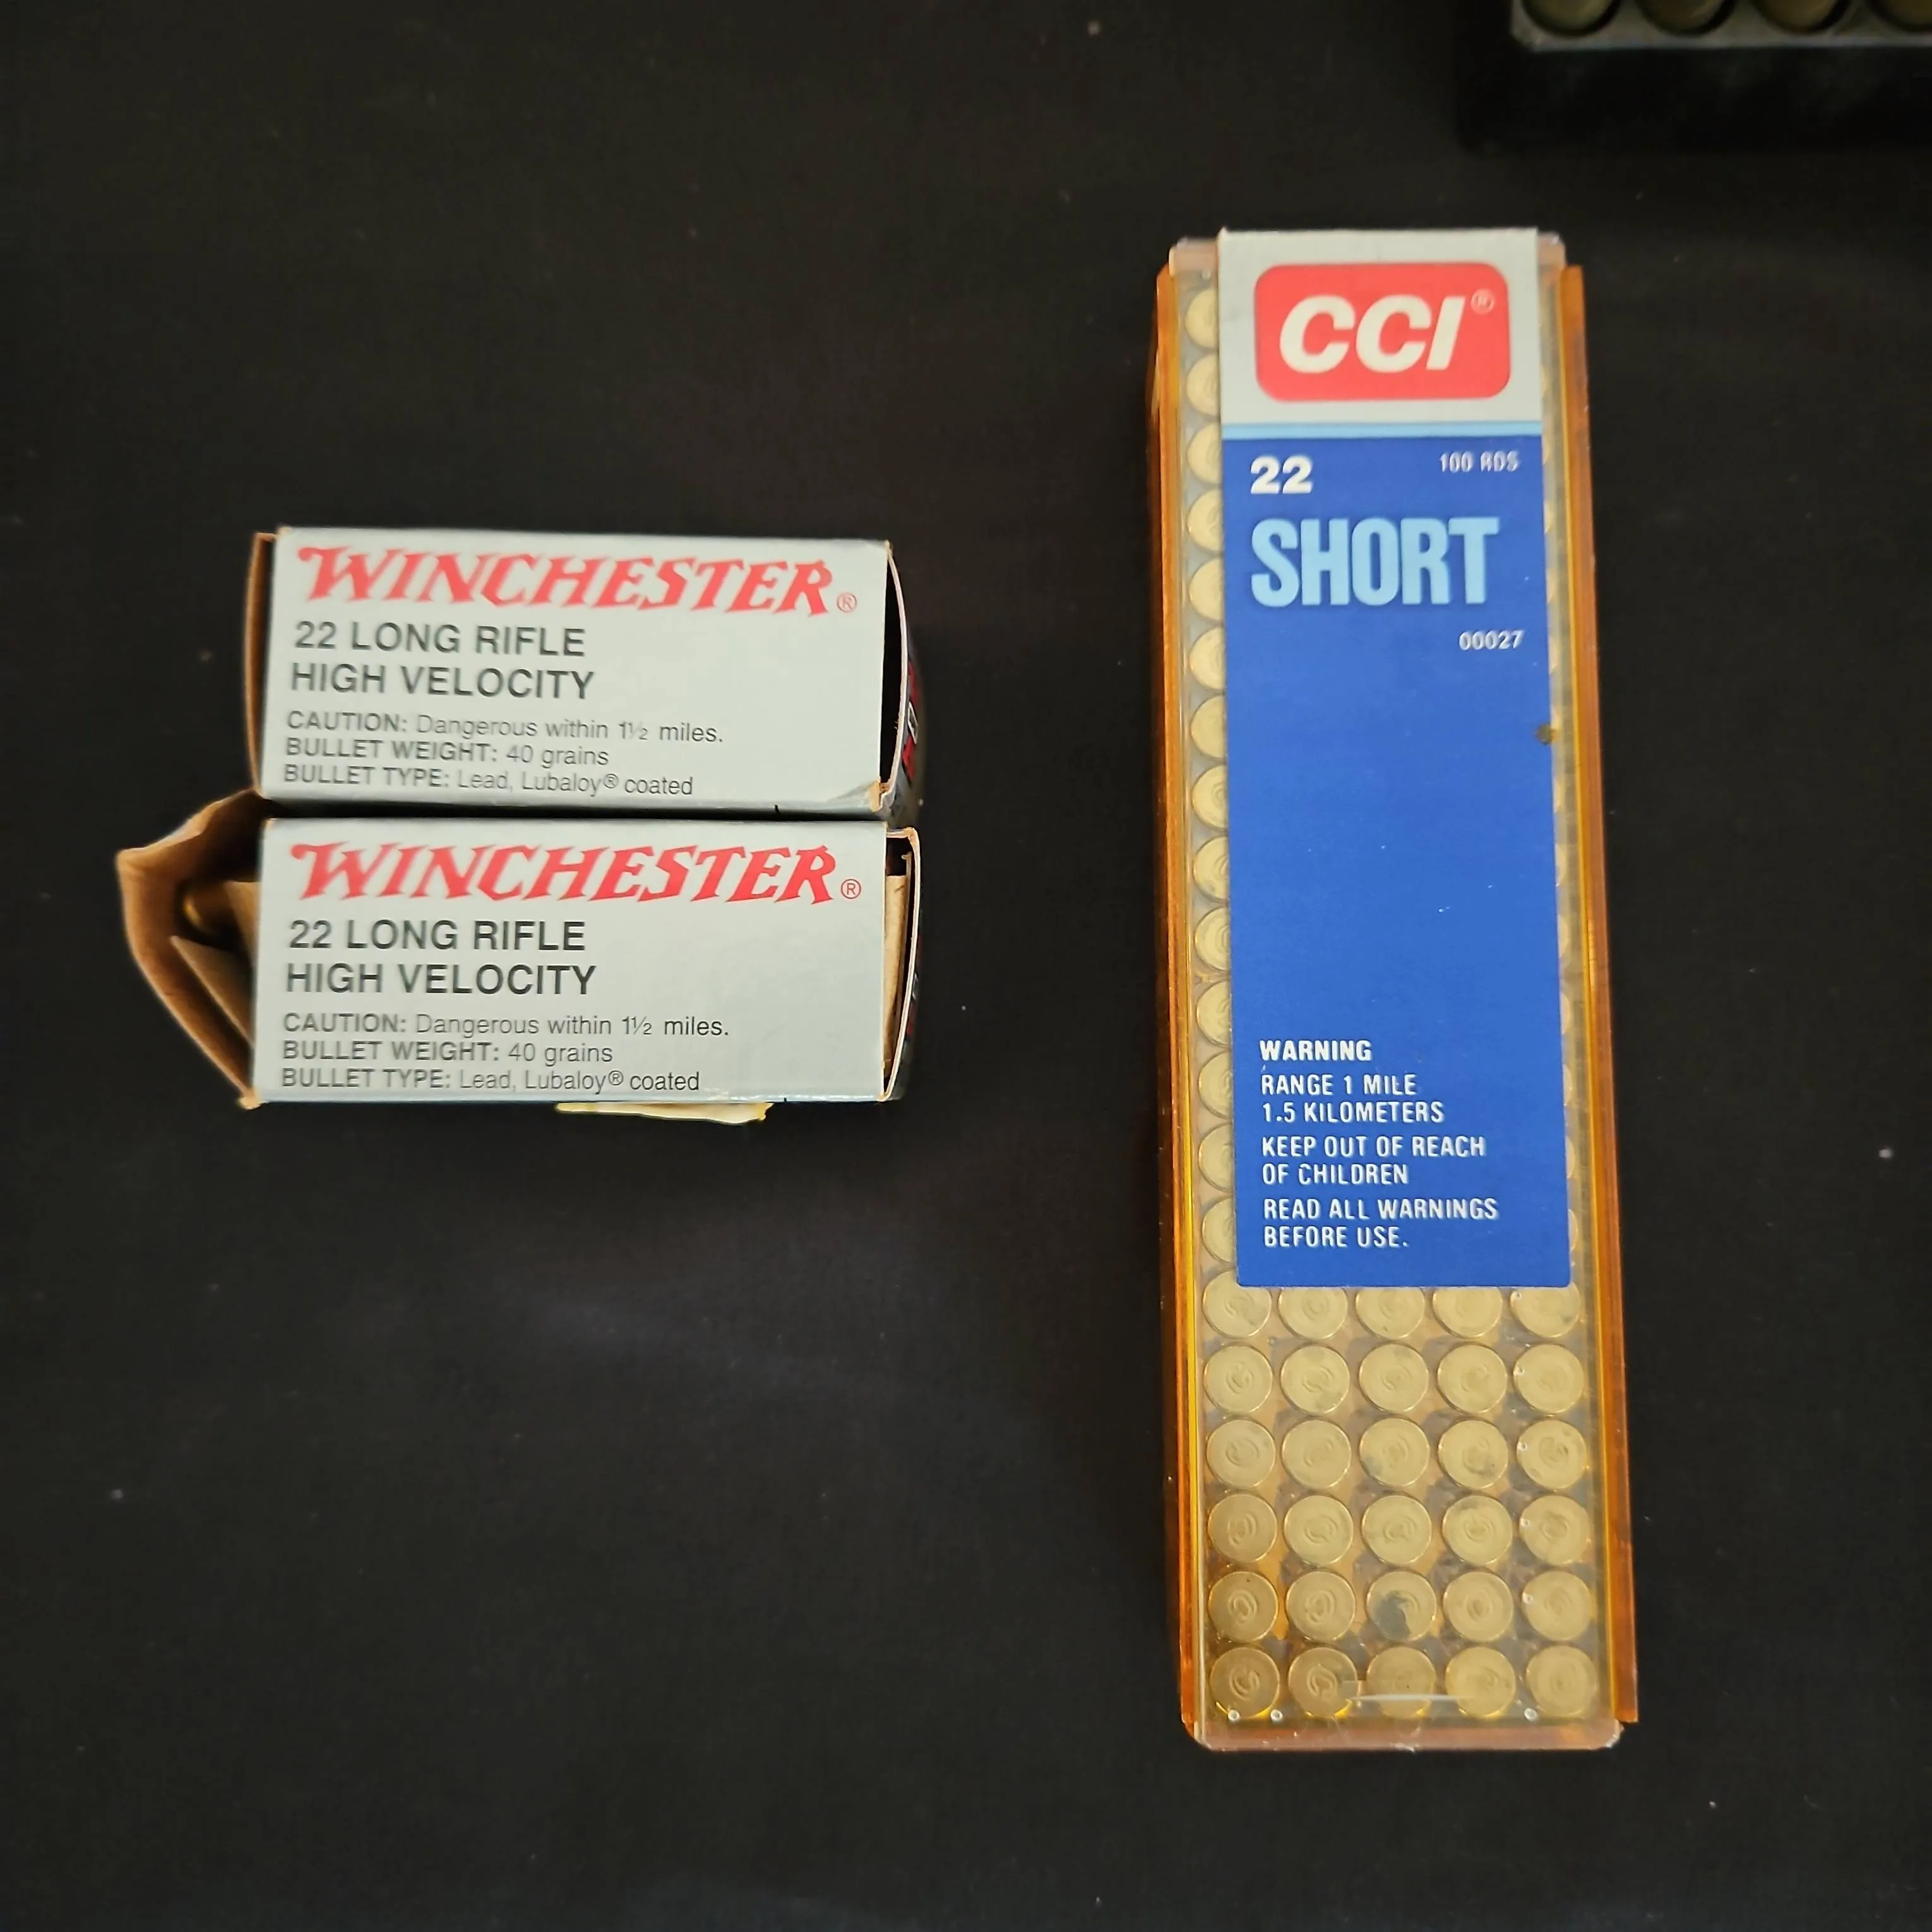 WINCHESTER®
22 LONG RIFLE
HIGH VELOCITY
CAUTION: Dangerous within 1½ miles.
BULLET WEIGHT: 40 grains
BULLET TYPE: Lead, Lubaloy® coated
WINCHESTER®
22 LONG RIFLE
HIGH VELOCITY
CAUTION: Dangerous within 1½ miles.
BULLET WEIGHT: 40 grains
BULLET TYPE: Lead, Lubaloy® coated
CCI®
22 100 RDS
SHORT
00027
WARNING
RANGE 1 MILE
1.5 KILOMETERS
KEEP OUT OF REACH
OF CHILDREN
READ ALL WARNINGS
BEFORE USE.